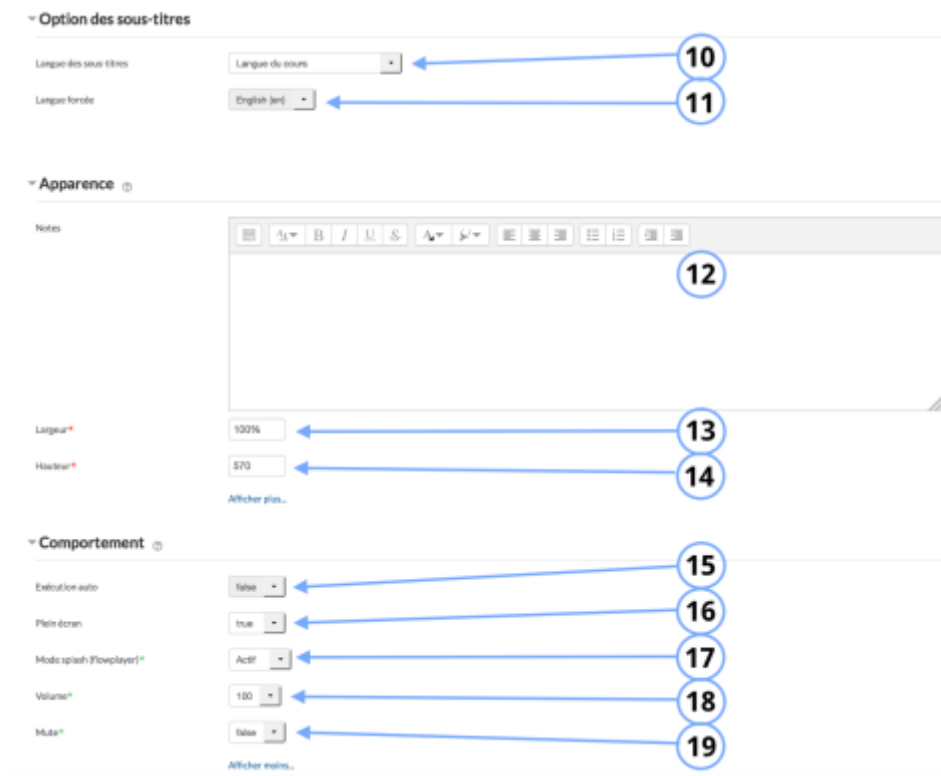 Option des sous-titres
Langue des sous-titres Langue du cours 10
Langue forcée English (en) 11
Apparence
Notes
12
Largeur* 100% 13
Hauteur* 570 14
Afficher plus...
Comportement
Exécution auto false 15
Plein écran true 16
Mode splash (flowplayer)* Actif 17
Volume* 100 18
Mute* false 19
Afficher moins...